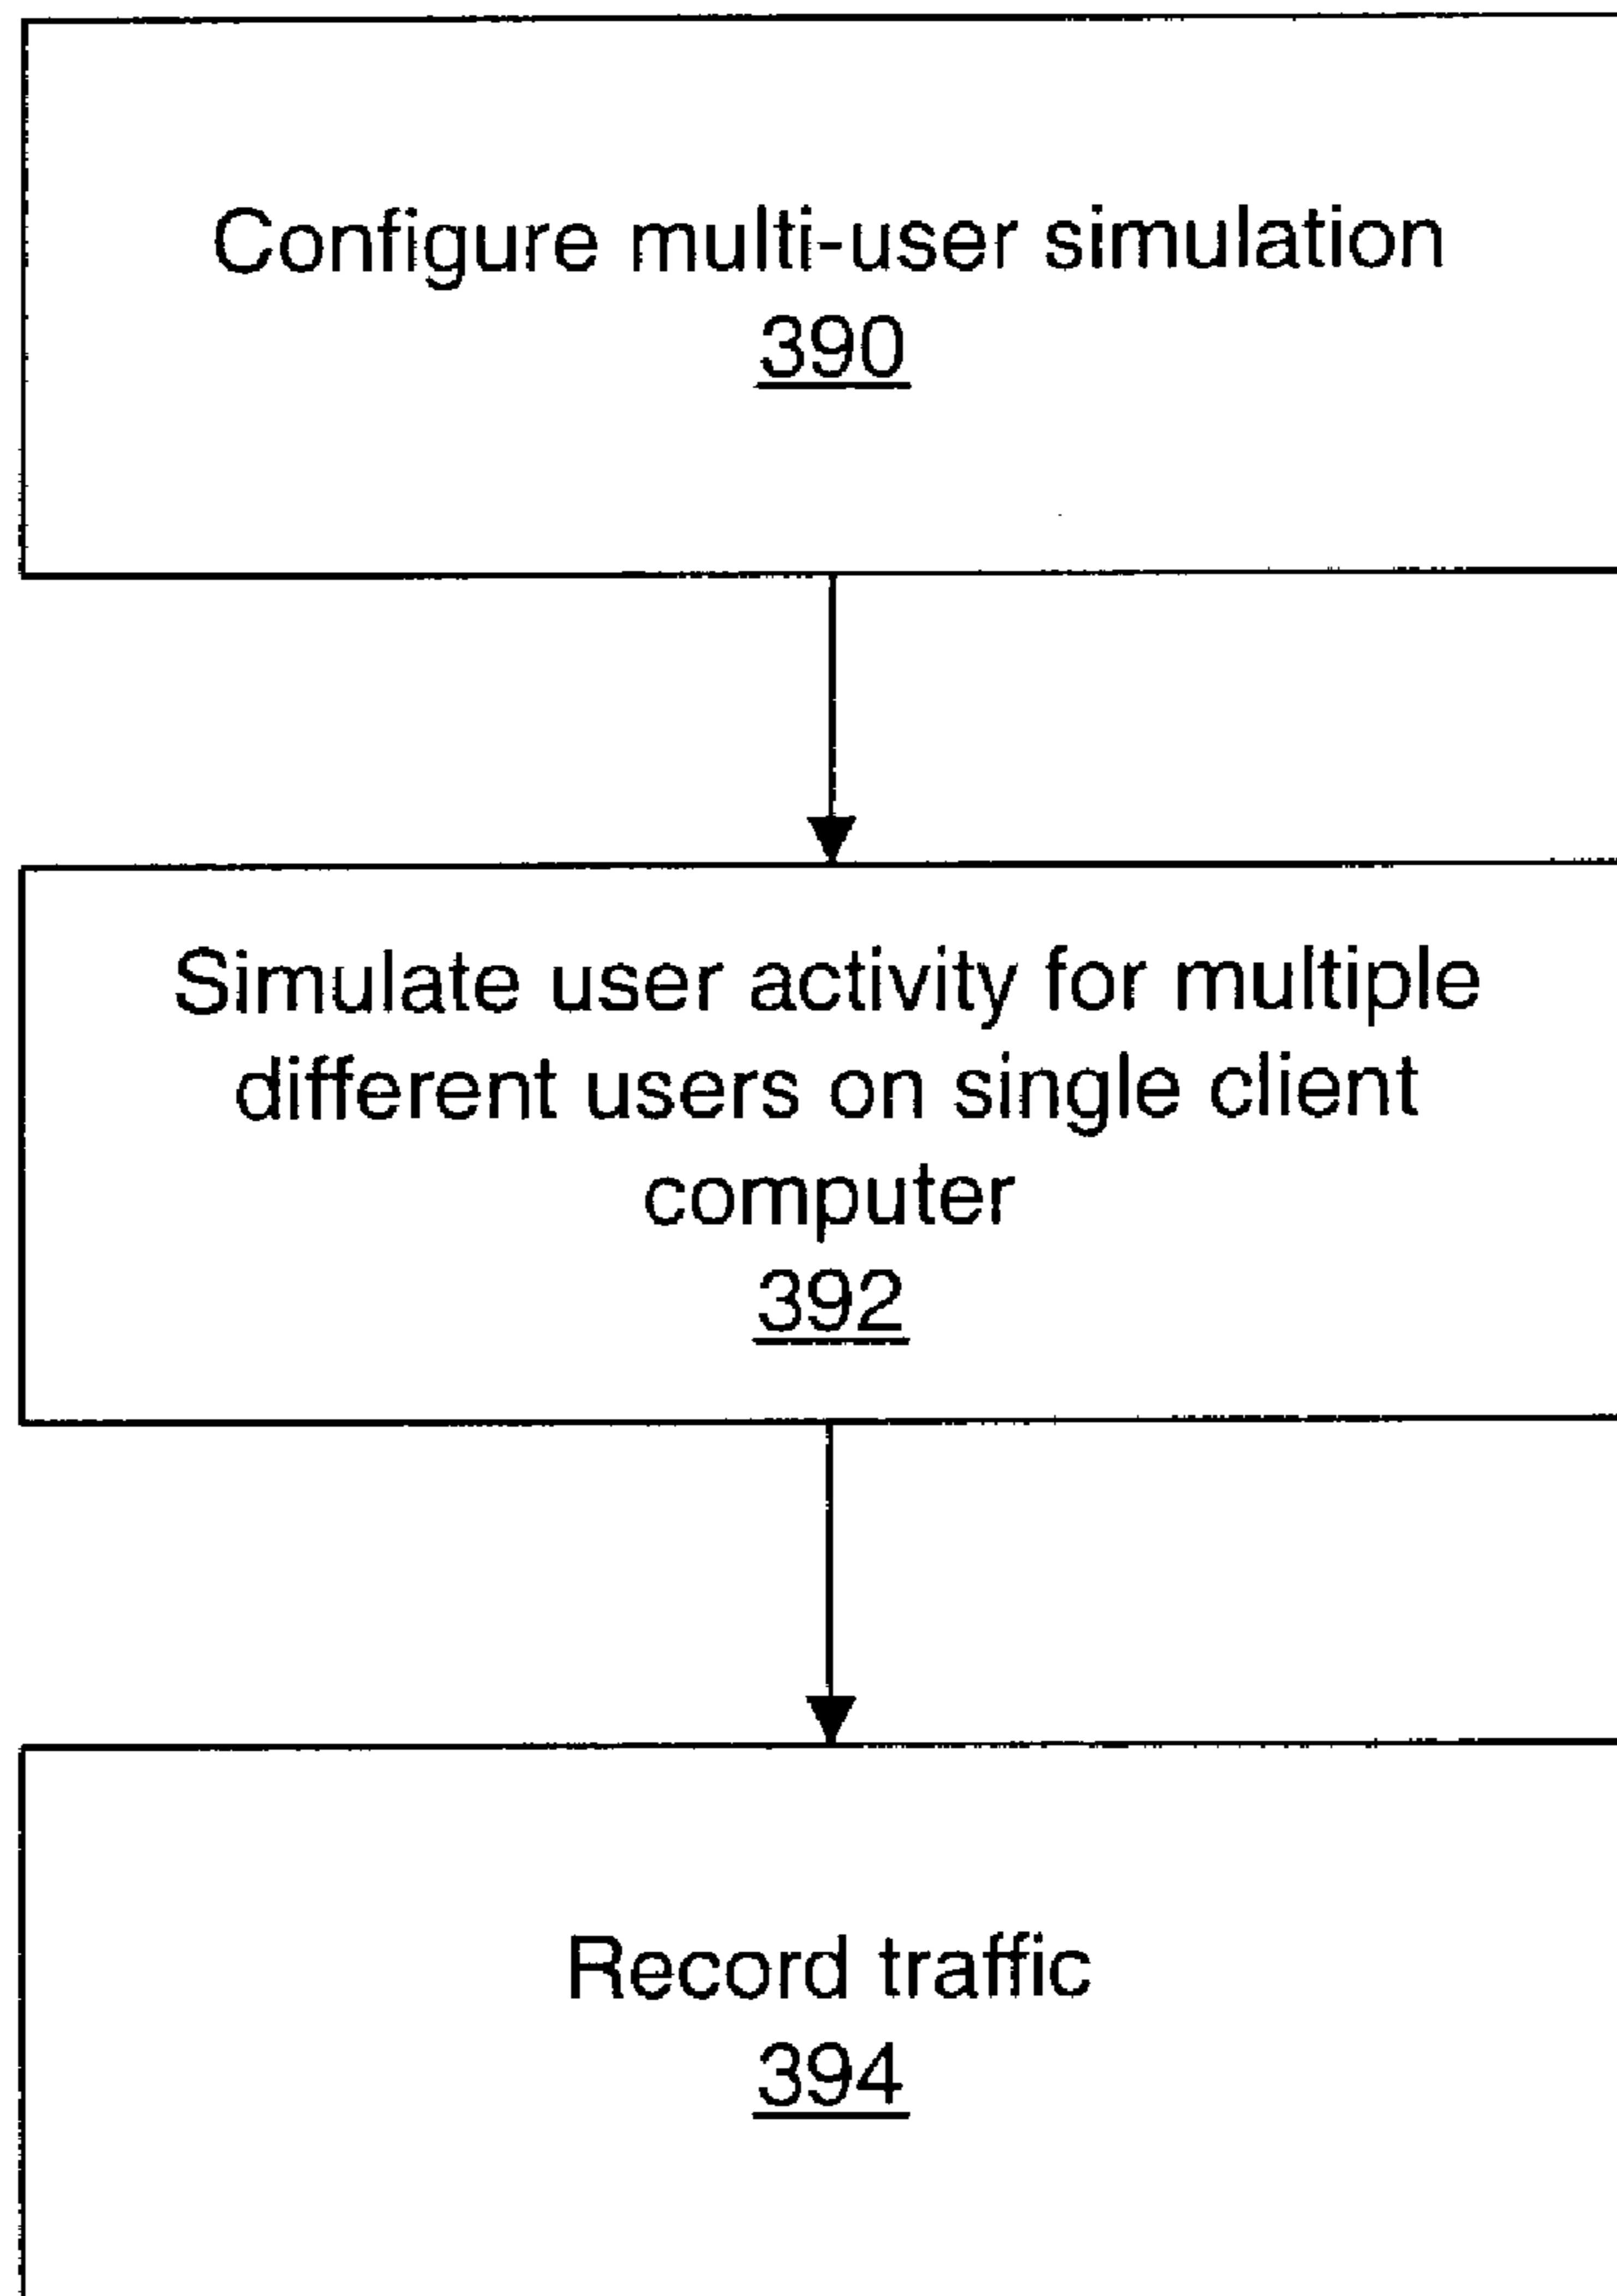 Configure multi-user simulation
390
Simulate user activity for multiple
different users on single client
computer
392
Record traffic
394